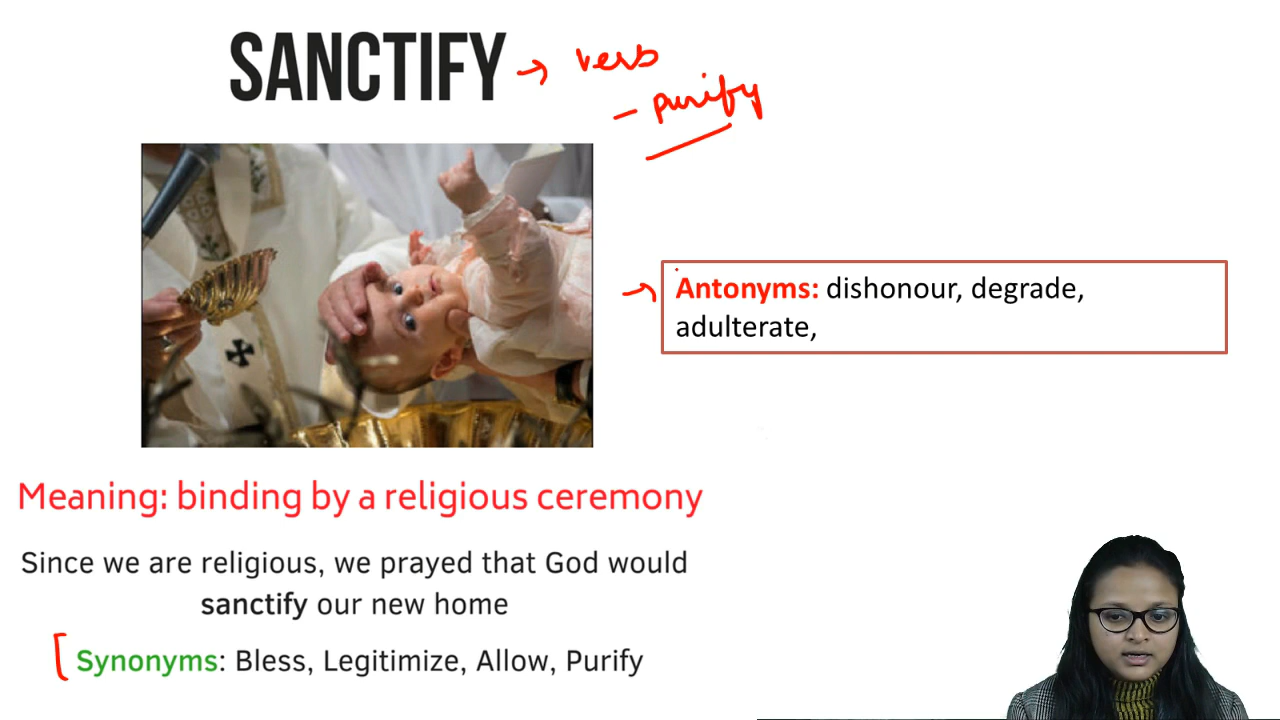 SANCTIFY → verb
- purify
Antonyms: dishonour, degrade,
adulterate,
Meaning: binding by a religious ceremony
Since we are religious, we prayed that God would
sanctify our new home
Synonyms: Bless, Legitimize, Allow, Purify